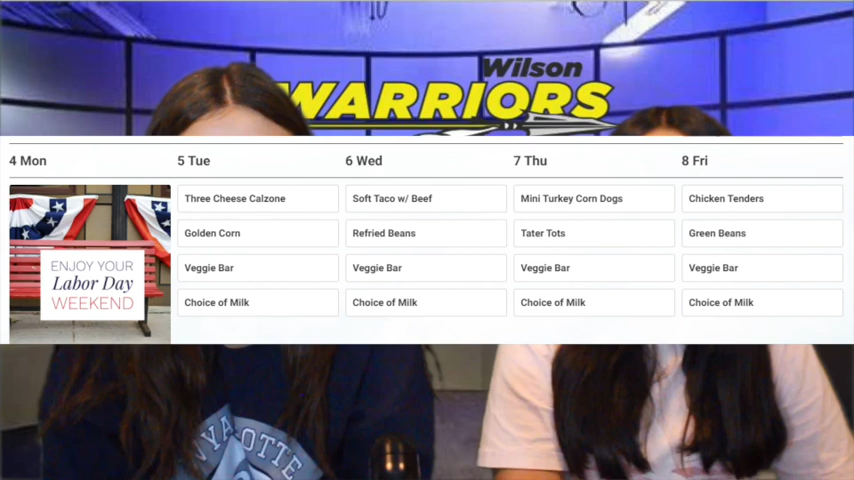 Wilson
WARRIORS
4 Mon
5 Tue
6 Wed
7 Thu
8 Fri
ENJOY YOUR
Labor Day
WEEKEND
Three Cheese Calzone
Golden Corn
Veggie Bar
Choice of Milk
Soft Taco w/ Beef
Refried Beans
Veggie Bar
Choice of Milk
Mini Turkey Corn Dogs
Tater Tots
Veggie Bar
Choice of Milk
Chicken Tenders
Green Beans
Veggie Bar
Choice of Milk